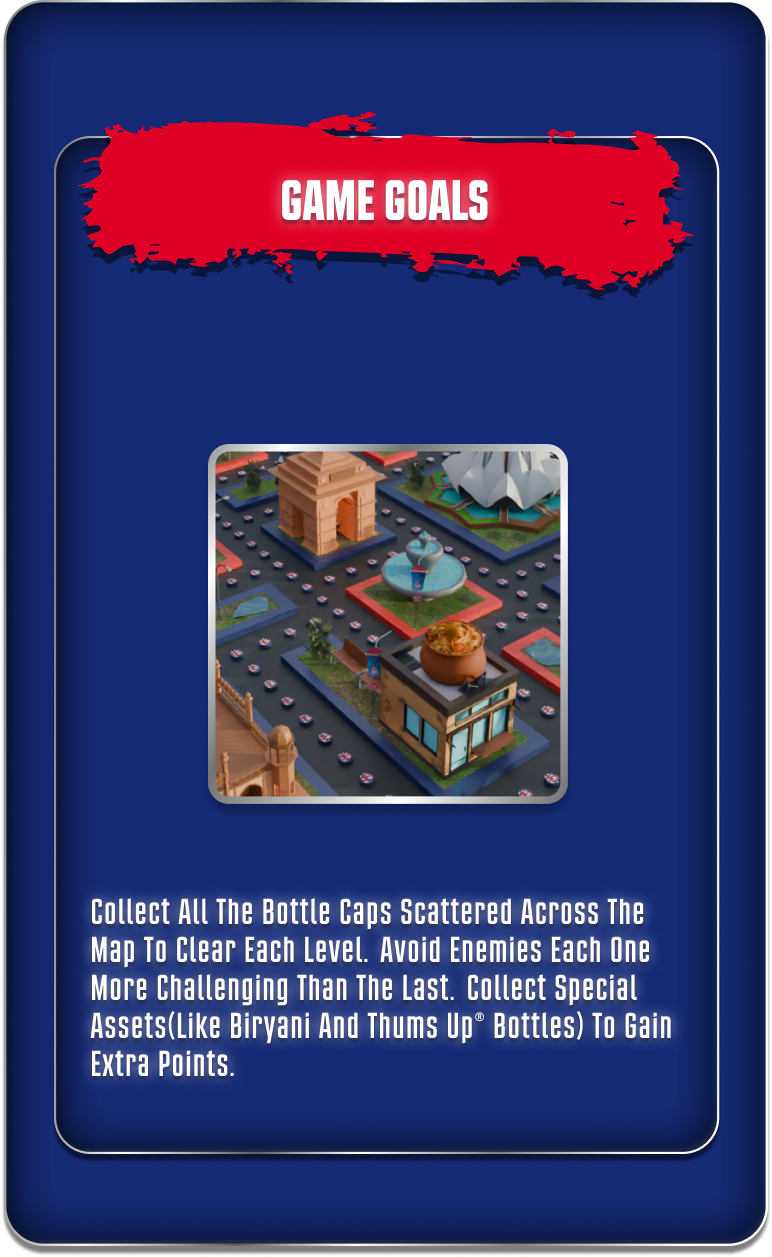 GAME GOALS
Collect All The Bottle Caps Scattered Across The
Map To Clear Each Level. Avoid Enemies Each One
More Challenging Than The Last. Collect Special
Assets(Like Biryani And Thums Up® Bottles) To Gain
Extra Points.